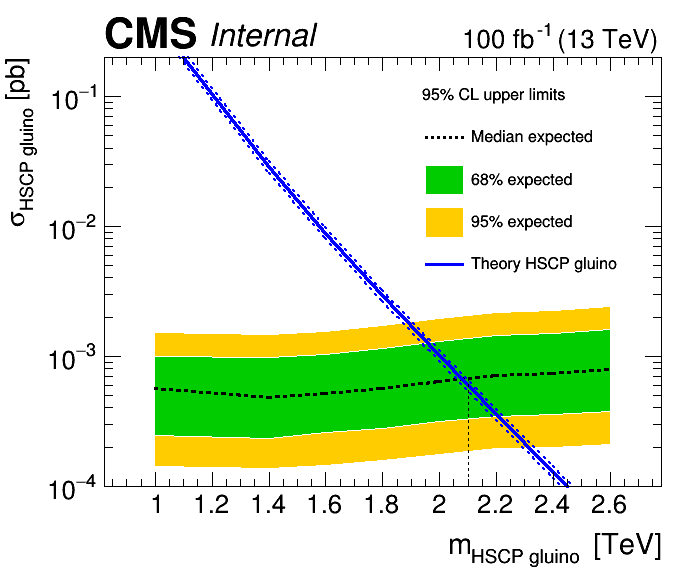 CMS Internal 100 fb⁻¹ (13 TeV)
σHSCP gluino [pb]
95% CL upper limits
Median expected
68% expected
95% expected
Theory HSCP gluino
10⁻¹
10⁻²
10⁻³
10⁻⁴
1 1.2 1.4 1.6 1.8 2 2.2 2.4 2.6
mHSCP gluino [TeV]